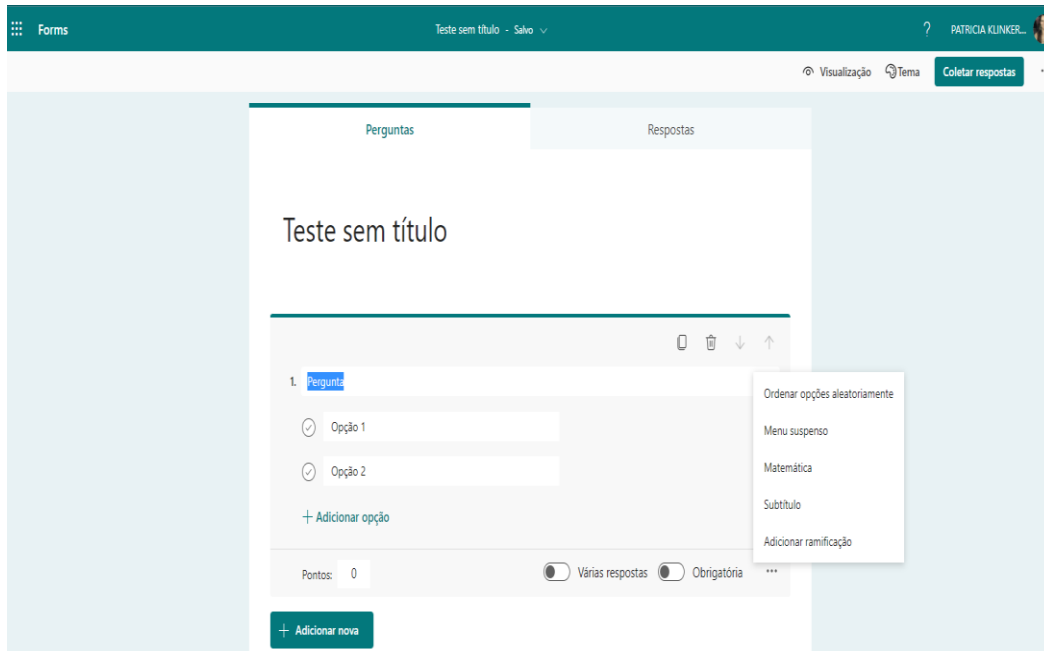 Forms
Teste sem título - Salvo
?
PATRICIA KLINKER...
Visualização
Tema
Coletar respostas
Perguntas
Respostas
Teste sem título
1. Pergunta
Ordenar opções aleatoriamente
Opção 1
Menu suspenso
Opção 2
Matemática
Subtítulo
+ Adicionar opção
Adicionar ramificação
Pontos: 0
Várias respostas
Obrigatória
...
+ Adicionar nova